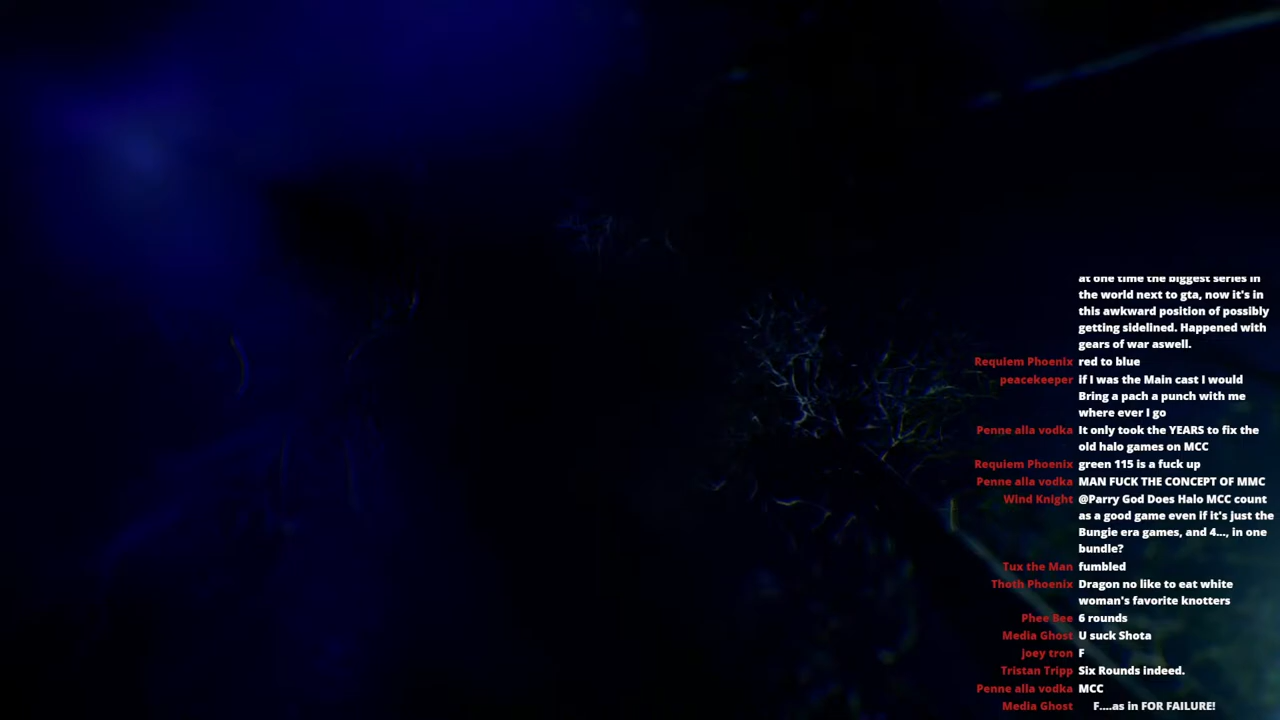 at one time the biggest series in
the world next to gta, now it's in
this awkward position of possibly
getting sidelined. Happened with
gears of war aswell.
Requiem Phoenix red to blue
peacekeeper if I was the Main cast I would
Bring a pach a punch with me
where ever I go
Penne alla vodka It only took the YEARS to fix the
old halo games on MCC
Requiem Phoenix green 115 is a fuck up
Penne alla vodka MAN FUCK THE CONCEPT OF MMC
Wind Knight @Parry God Does Halo MCC count
as a good game even if it's just the
Bungie era games, and 4..., in one
bundle?
Tux the Man fumbled
Thoth Phoenix Dragon no like to eat white
woman's favorite knotters
Phee Bee 6 rounds
Media Ghost U suck Shota
Joey tron F
Tristan Tripp Six Rounds indeed.
Penne alla vodka MCC
Media Ghost F....as in FOR FAILURE!